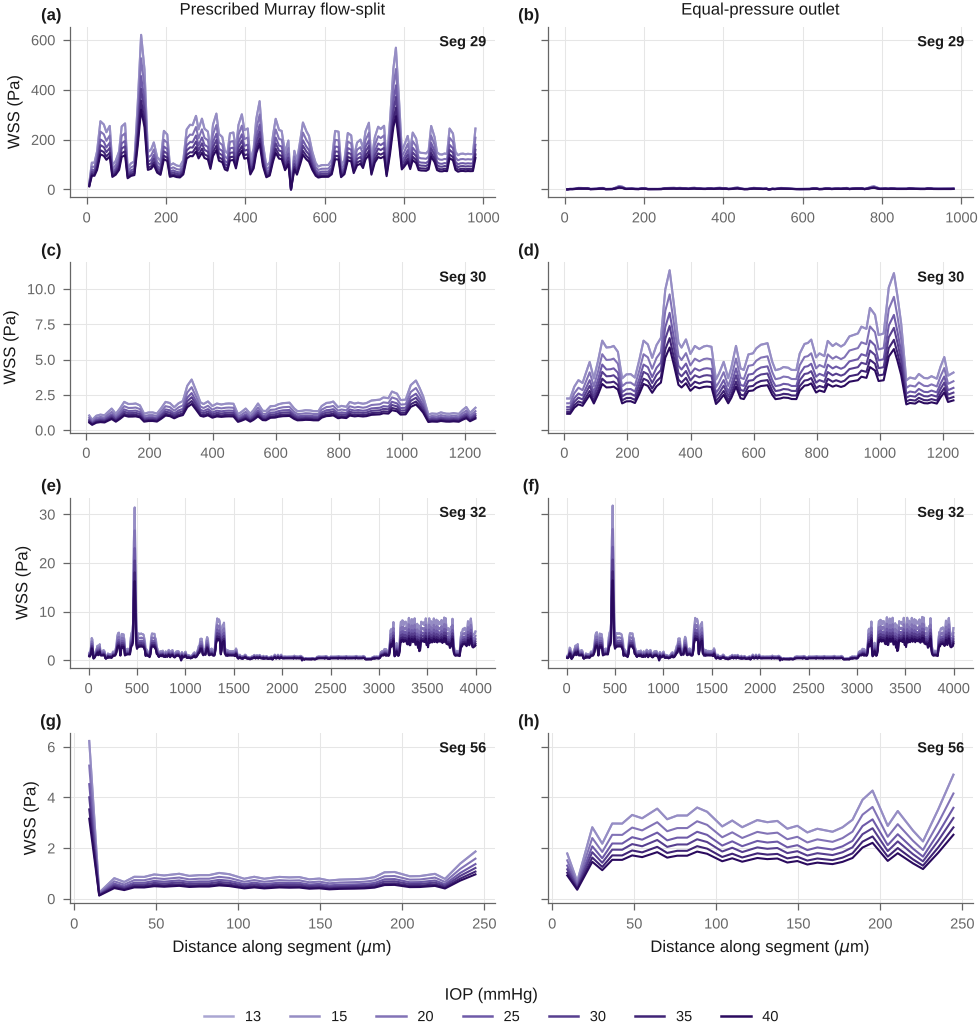 Prescribed Murray flow-split
Equal-pressure outlet
(a)
Seg 29
WSS (Pa)
600
400
200
0
0 200 400 600 800 1000
(b)
Seg 29
0 200 400 600 800 1000
(c)
Seg 30
WSS (Pa)
10.0
7.5
5.0
2.5
0.0
0 200 400 600 800 1000 1200
(d)
Seg 30
0 200 400 600 800 1000 1200
(e)
Seg 32
WSS (Pa)
30
20
10
0
0 500 1000 1500 2000 2500 3000 3500 4000
(f)
Seg 32
0 500 1000 1500 2000 2500 3000 3500 4000
(g)
Seg 56
WSS (Pa)
6
4
2
0
0 50 100 150 200 250
Distance along segment (μm)
(h)
Seg 56
0 50 100 150 200 250
Distance along segment (μm)
IOP (mmHg)
13 15 20 25 30 35 40